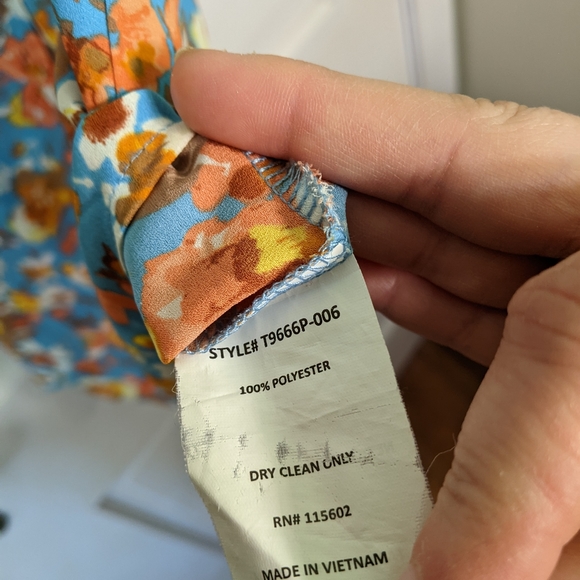 STYLE# T9666P-006
100% POLYESTER
DRY CLEAN ONLY
RN# 115602
MADE IN VIETNAM